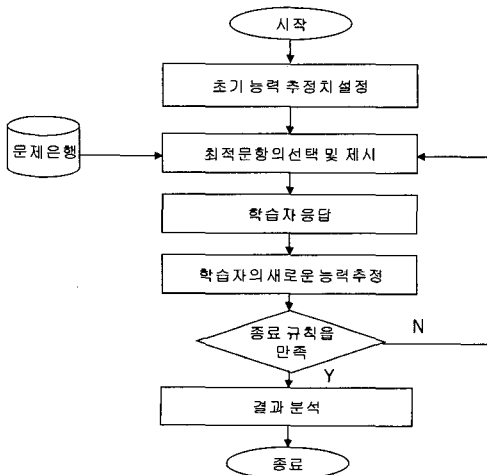 시작
초기 능력 추정치 설정
문제은행
최적문항의선택 및 제시
학습자 응답
학습자의새로운 능력추정
종료 규칙을
만족
N
Y
결과 분석
종료